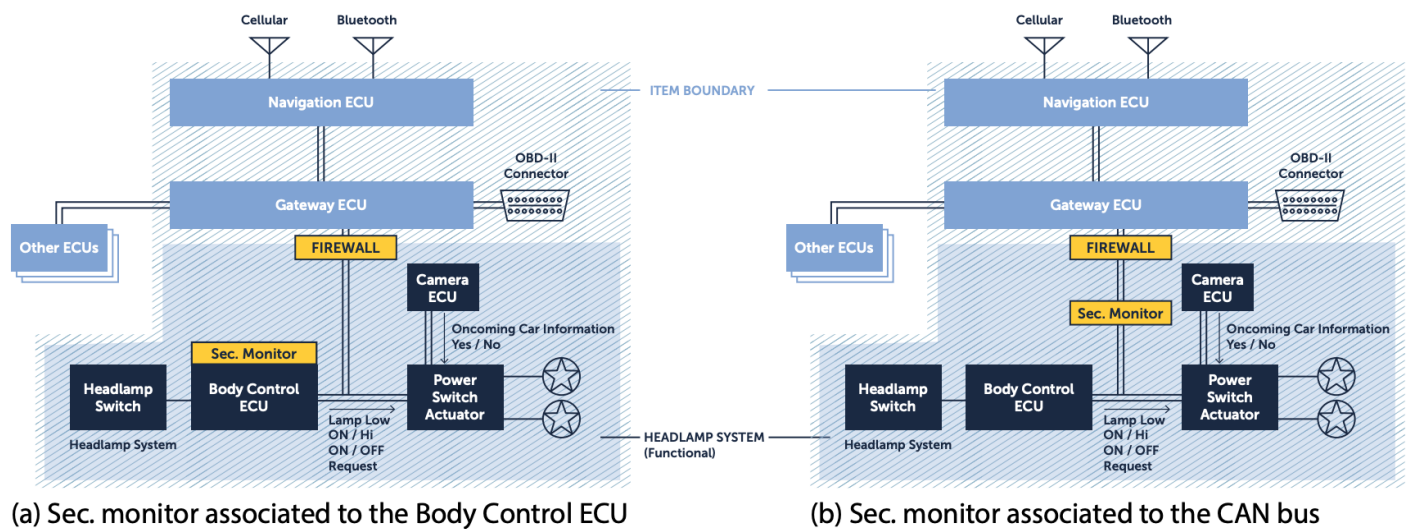 Cellular
Bluetooth
Navigation ECU
OBD-II
Connector
Gateway ECU
Other ECUs
FIREWALL
Camera
ECU
Oncoming Car Information
Yes / No
Sec. Monitor
Headlamp
Switch
Body Control
ECU
Power
Switch
Actuator
Headlamp System
Lamp Low
ON / Hi
ON / OFF
Request
ITEM BOUNDARY
HEADLAMP SYSTEM
(Functional)
Cellular
Bluetooth
Navigation ECU
OBD-II
Connector
Gateway ECU
Other ECUs
FIREWALL
Camera
ECU
Sec. Monitor
Oncoming Car Information
Yes / No
Headlamp
Switch
Body Control
ECU
Power
Switch
Actuator
Headlamp System
Lamp Low
ON / Hi
ON / OFF
Request
(a) Sec. monitor associated to the Body Control ECU
(b) Sec. monitor associated to the CAN bus